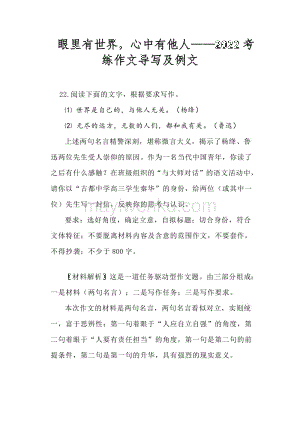 眼里有世界，心中有他人——2022考
练作文导写及例文
22.阅读下面的文字，根据要求写作。
⑴ 世界是自己的，与他人无关。（杨绛）
⑵ 无尽的远方，无数的人们，都和我有关。（鲁迅）
上述两句名言精警深刻，堪称微言大义，揭示了杨绛、鲁
迅两位先生受人崇仰的原因。作为一名当代中国青年，你读了之
后有什么感触？在班级组织的“与大师对话”的语文活动中，
请你以“古都中学高三学生秦华”的身份，给两位（或其中一
位）先生写一封信，反映你的思考与认识。
要求：选好角度，确定立意，自拟标题；切合身份，符合
文体特征；不要脱离材料内容及含意的范围作文，不要套作，
不得抄袭；不少于800字。
【材料解析】这是一道任务驱动型作文题。由三部分组成：
一是材料（两句名言）；二是写作任务；三是写作要求。
本次作文的材料是两句名言，两句名言看似对立，实则统
一，富于思辨性：第一句着眼于“人应自立自强”的角度，第
二句着眼于“人要有责任担当”的角度，第一句是第二句的前
提条件，第二句是第一句的升华，具有强烈的现实意义。